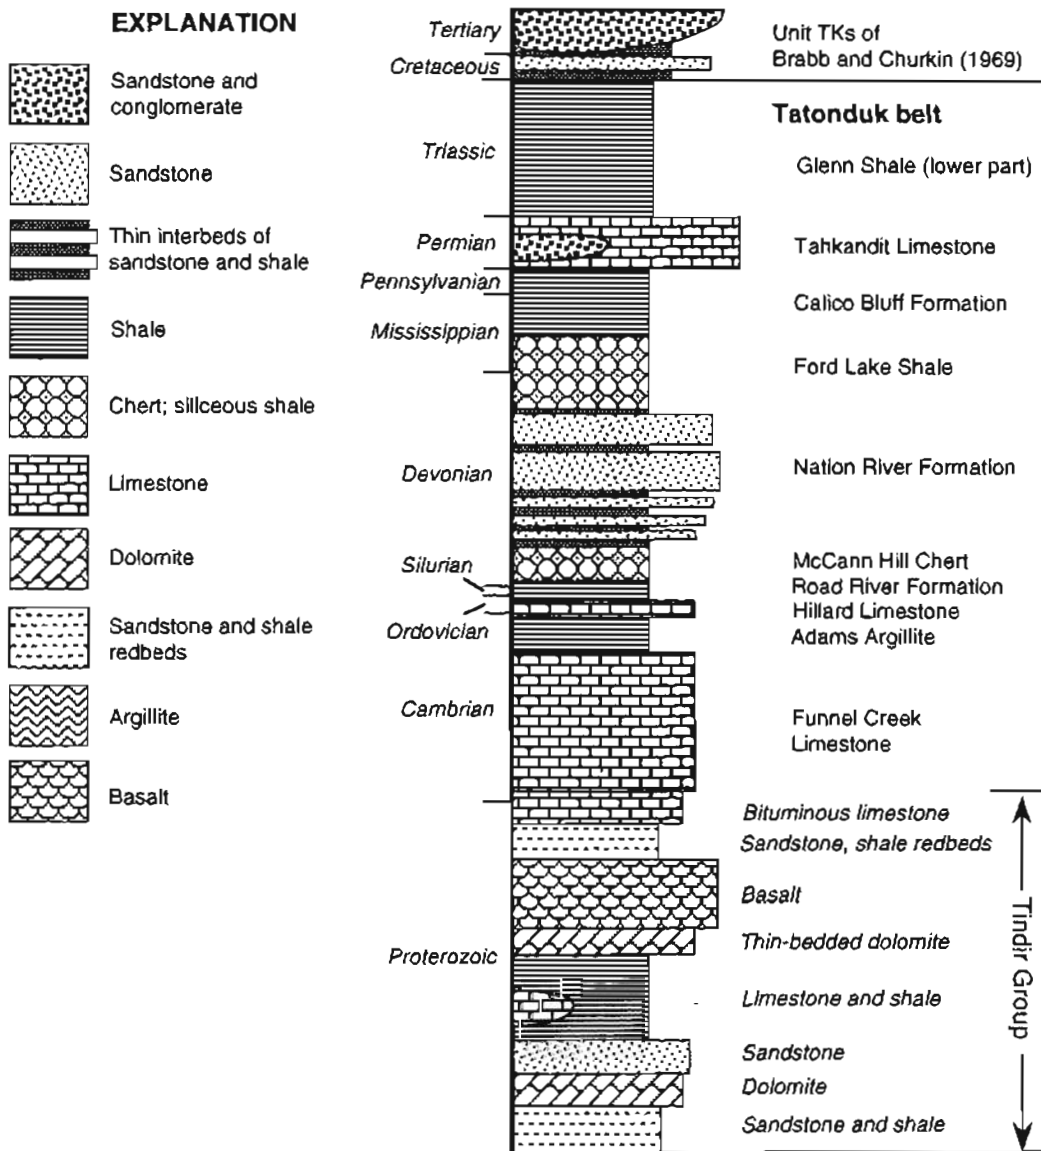 EXPLANATION
Sandstone and
conglomerate
Sandstone
Thin interbeds of
sandstone and shale
Shale
Chert; siliceous shale
Limestone
Dolomite
Sandstone and shale
redbeds
Argillite
Basalt
Tertiary
Cretaceous
Triassic
Permian
Pennsylvanian
Mississippian
Devonian
Silurian
Ordovician
Cambrian
Proterozoic
Unit TKs of
Brabb and Churkin (1969)
Tatonduk belt
Glenn Shale (lower part)
Tahkandit Limestone
Calico Bluff Formation
Ford Lake Shale
Nation River Formation
McCann Hill Chert
Road River Formation
Hillard Limestone
Adams Argillite
Funnel Creek
Limestone
Bituminous limestone
Sandstone, shale redbeds
Basalt
Thin-bedded dolomite
Limestone and shale
Sandstone
Dolomite
Sandstone and shale
Tindir Group